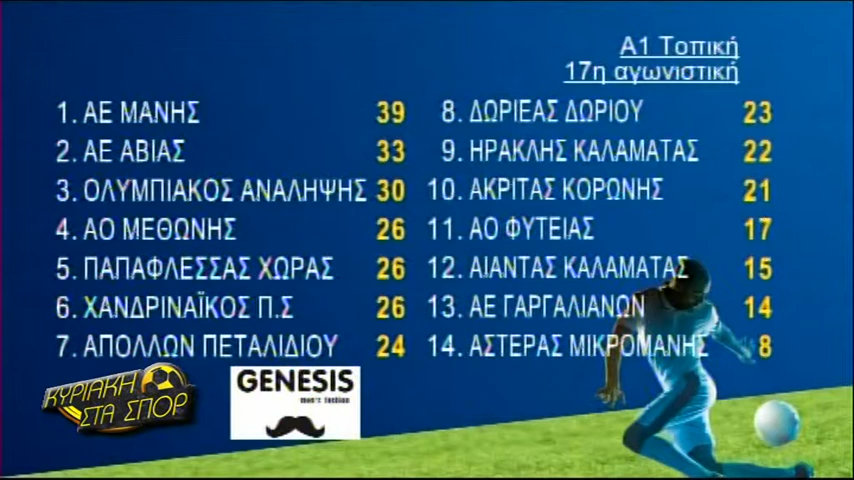 Α1 Τοπική
17η αγωνιστική
1. ΑΕ ΜΑΝΗΣ 39
2. ΑΕ ΑΒΙΑΣ 33
3. ΟΛΥΜΠΙΑΚΟΣ ΑΝΑΛΗΨΗΣ 30
4. ΑΟ ΜΕΘΩΝΗΣ 26
5. ΠΑΠΑΦΛΕΣΣΑΣ ΧΩΡΑΣ 26
6. ΧΑΝΔΡΙΝΑΪΚΟΣ Π.Σ 26
7. ΑΠΟΛΛΩΝ ΠΕΤΑΛΙΔΙΟΥ 24
8. ΔΩΡΙΕΑΣ ΔΩΡΙΟΥ 23
9. ΗΡΑΚΛΗΣ ΚΑΛΑΜΑΤΑΣ 22
10. ΑΚΡΙΤΑΣ ΚΟΡΩΝΗΣ 21
11. ΑΟ ΦΥΤΕΙΑΣ 17
12. ΑΙΑΝΤΑΣ ΚΑΛΑΜΑΤΑΣ 15
13. ΑΕ ΓΑΡΓΑΛΙΑΝΩΝ 14
14. ΑΣΤΕΡΑΣ ΜΙΚΡΟΜΑΝΗΣ 8
ΚΥΡΙΑΚΗ
ΣΤΑ ΣΠΟΡ
GENESIS
men's fashion